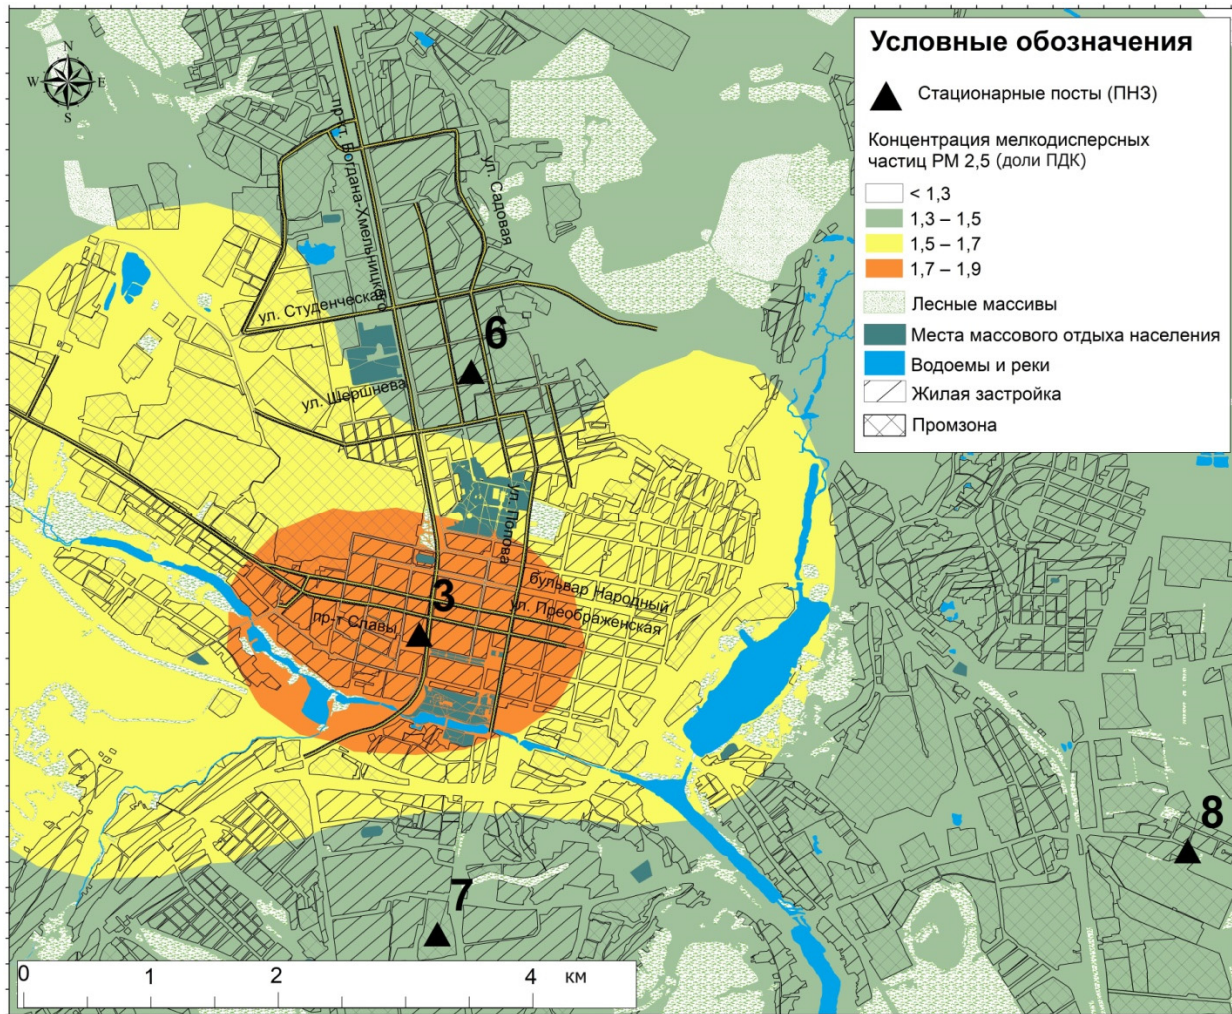 Условные обозначения
Стационарные посты (ПНЗ)
Концентрация мелкодисперсных
частиц РМ 2,5 (доли ПДК)
< 1,3
1,3 – 1,5
1,5 – 1,7
1,7 – 1,9
Лесные массивы
Места массового отдыха населения
Водоемы и реки
Жилая застройка
Промзона
N
W
E
S
пр-кт. Богдана-Хмельницкого
ул. Садовая
ул. Студенческая
6
ул. Шершнева
ул. Попова
3
бульвар Народный
ул. Преображенская
пр-т Славы
8
7
0
1
2
4
км